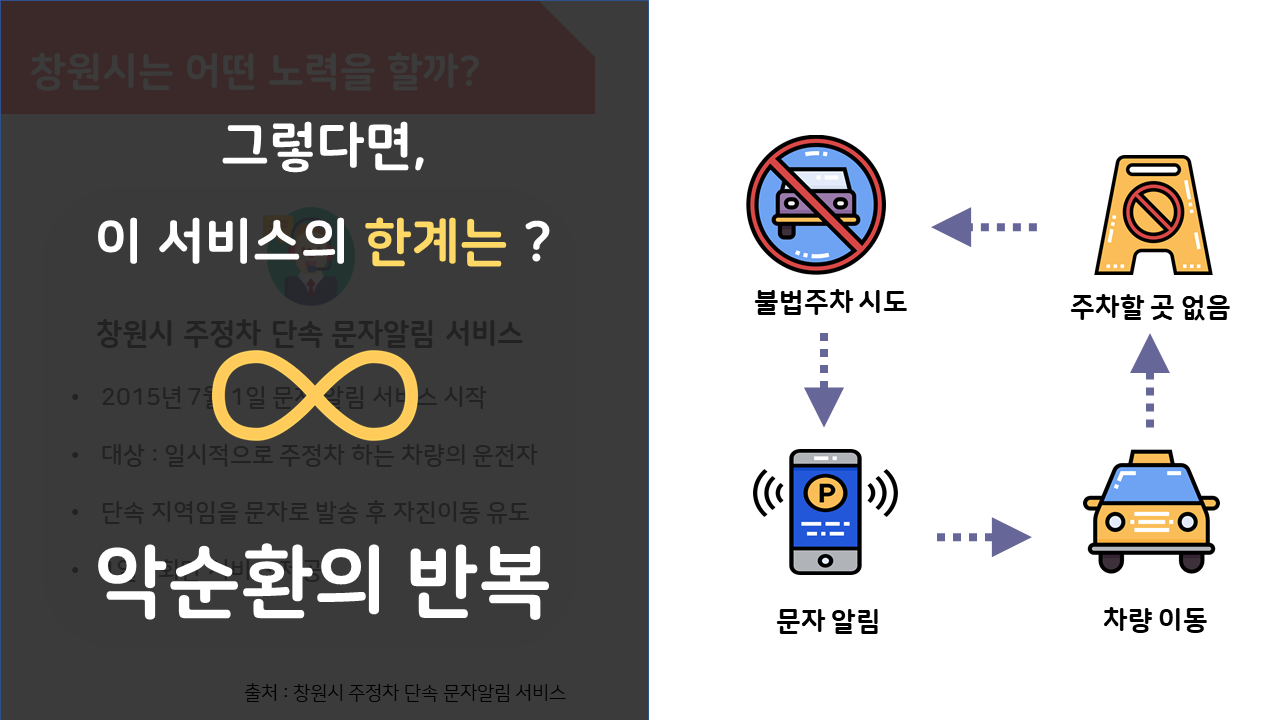 창원시는 어떤 노력을 할까?
그렇다면,
이 서비스의 한계는 ?
창원시 주정차 단속 문자알림 서비스
• 2015년 7월 1일 문자 알림 서비스 시작
• 대상 : 일시적으로 주정차 하는 차량의 운전자
• 단속 지역임을 문자로 발송 후 자진이동 유도
악순환의 반복
출처 : 창원시 주정차 단속 문자알림 서비스
불법주차 시도
주차할 곳 없음
P
문자 알림
차량 이동